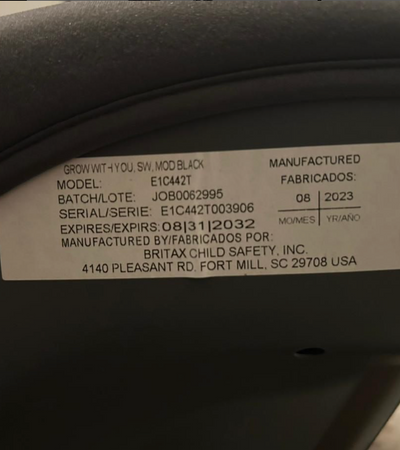 GROW WITH YOU, SW, MOD BLACK
MODEL: E1C442T
BATCH/LOTE: JOB0062995
SERIAL/SERIE: E1C442T003906
EXPIRES/EXPIRS: 08|31|2032
MANUFACTURED BY/FABRICADOS POR:
BRITAX CHILD SAFETY, INC.
4140 PLEASANT RD, FORT MILL, SC 29708 USA
MANUFACTURED
FABRICADOS:
08 | 2023
MO/MES | YR/AÑO